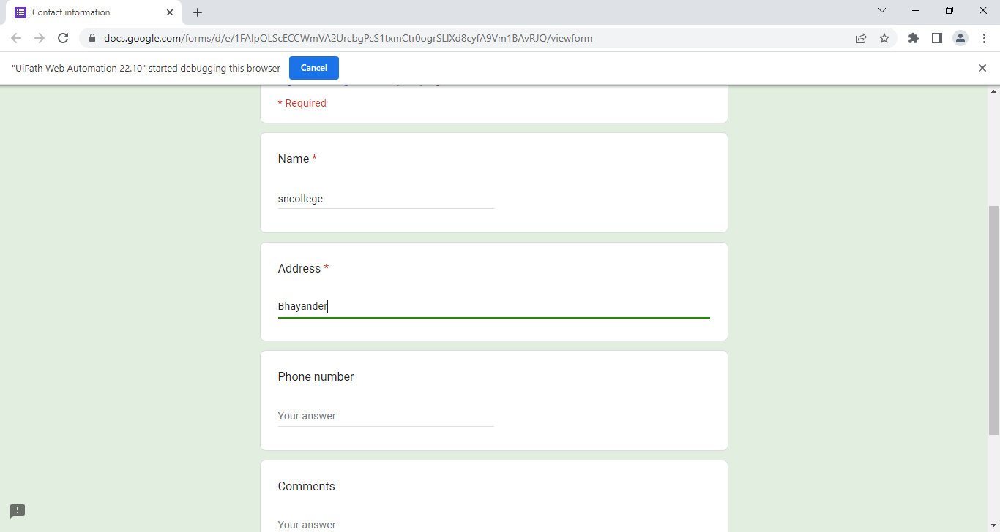 Contact information
docs.google.com/forms/d/e/1FAIpQLScECCWmVA2UrcbgPcS1txmCtr0ogrSLlXd8cyfA9Vm1BAvRJQ/viewform
"UiPath Web Automation 22.10" started debugging this browser
Cancel
* Required
Name *
sncollege
Address *
Bhayander
Phone number
Your answer
Comments
Your answer